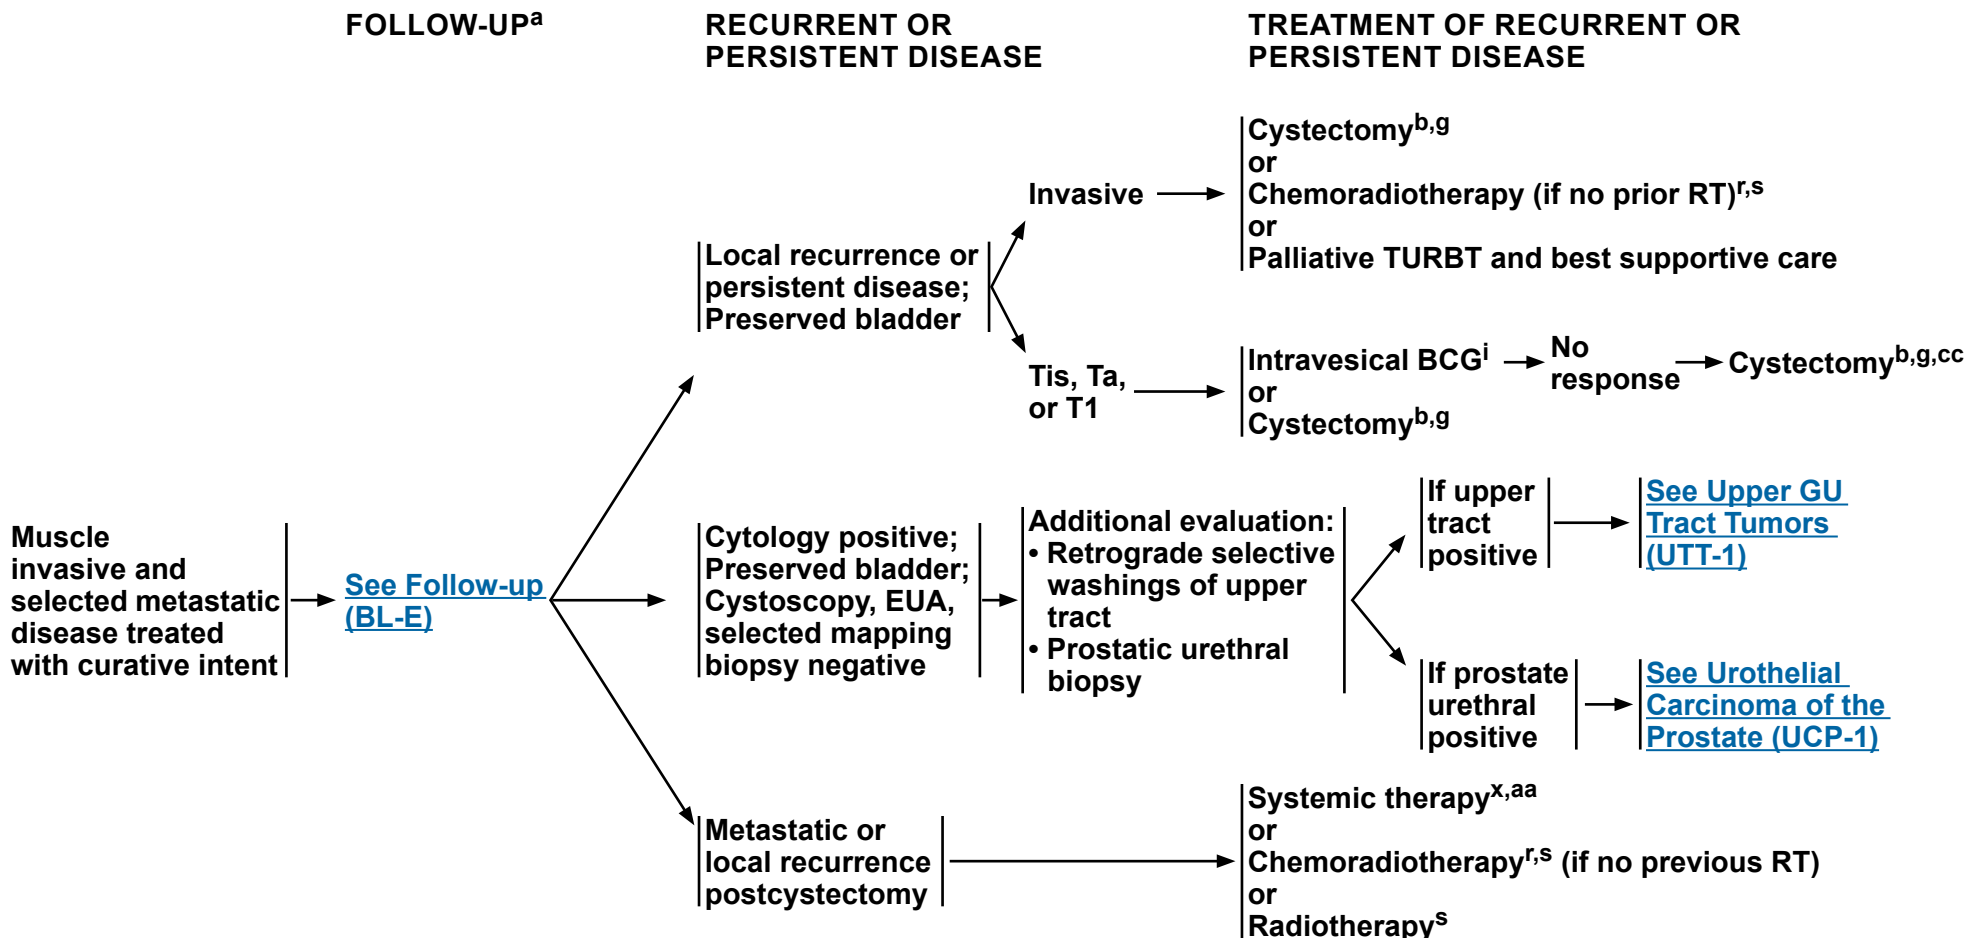 FOLLOW-UPa
RECURRENT OR
PERSISTENT DISEASE
TREATMENT OF RECURRENT OR
PERSISTENT DISEASE
Muscle
invasive and
selected metastatic
disease treated
with curative intent
See Follow-up
(BL-E)
Local recurrence or
persistent disease;
Preserved bladder
Invasive
Cystectomyb,g
or
Chemoradiotherapy (if no prior RT)r,s
or
Palliative TURBT and best supportive care
Tis, Ta,
or T1
Intravesical BCGi
or
Cystectomyb,g
No
response
Cystectomyb,g,cc
Cytology positive;
Preserved bladder;
Cystoscopy, EUA,
selected mapping
biopsy negative
Additional evaluation:
• Retrograde selective
washings of upper
tract
• Prostatic urethral
biopsy
If upper
tract
positive
See Upper GU
Tract Tumors
(UTT-1)
If prostate
urethral
positive
See Urothelial
Carcinoma of the
Prostate (UCP-1)
Metastatic or
local recurrence
postcystectomy
Systemic therapyx,aa
or
Chemoradiotherapyr,s (if no previous RT)
or
Radiotherapys